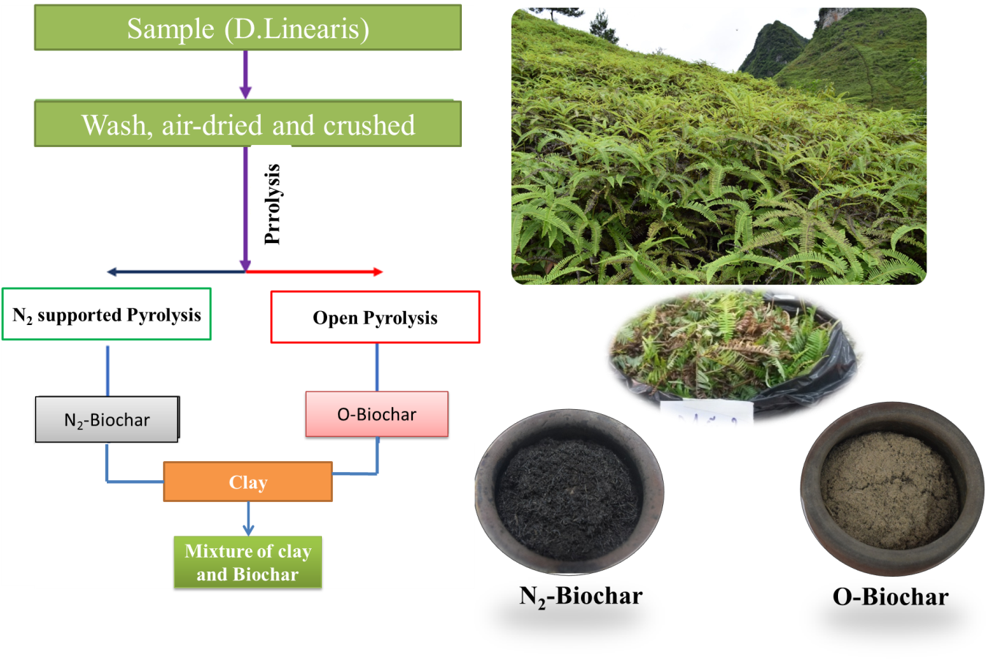 Sample (D.Linearis)
Wash, air-dried and crushed
Prrolysis
N₂ supported Pyrolysis
Open Pyrolysis
N₂-Biochar
O-Biochar
Clay
Mixture of clay
and Biochar
N₂-Biochar
O-Biochar